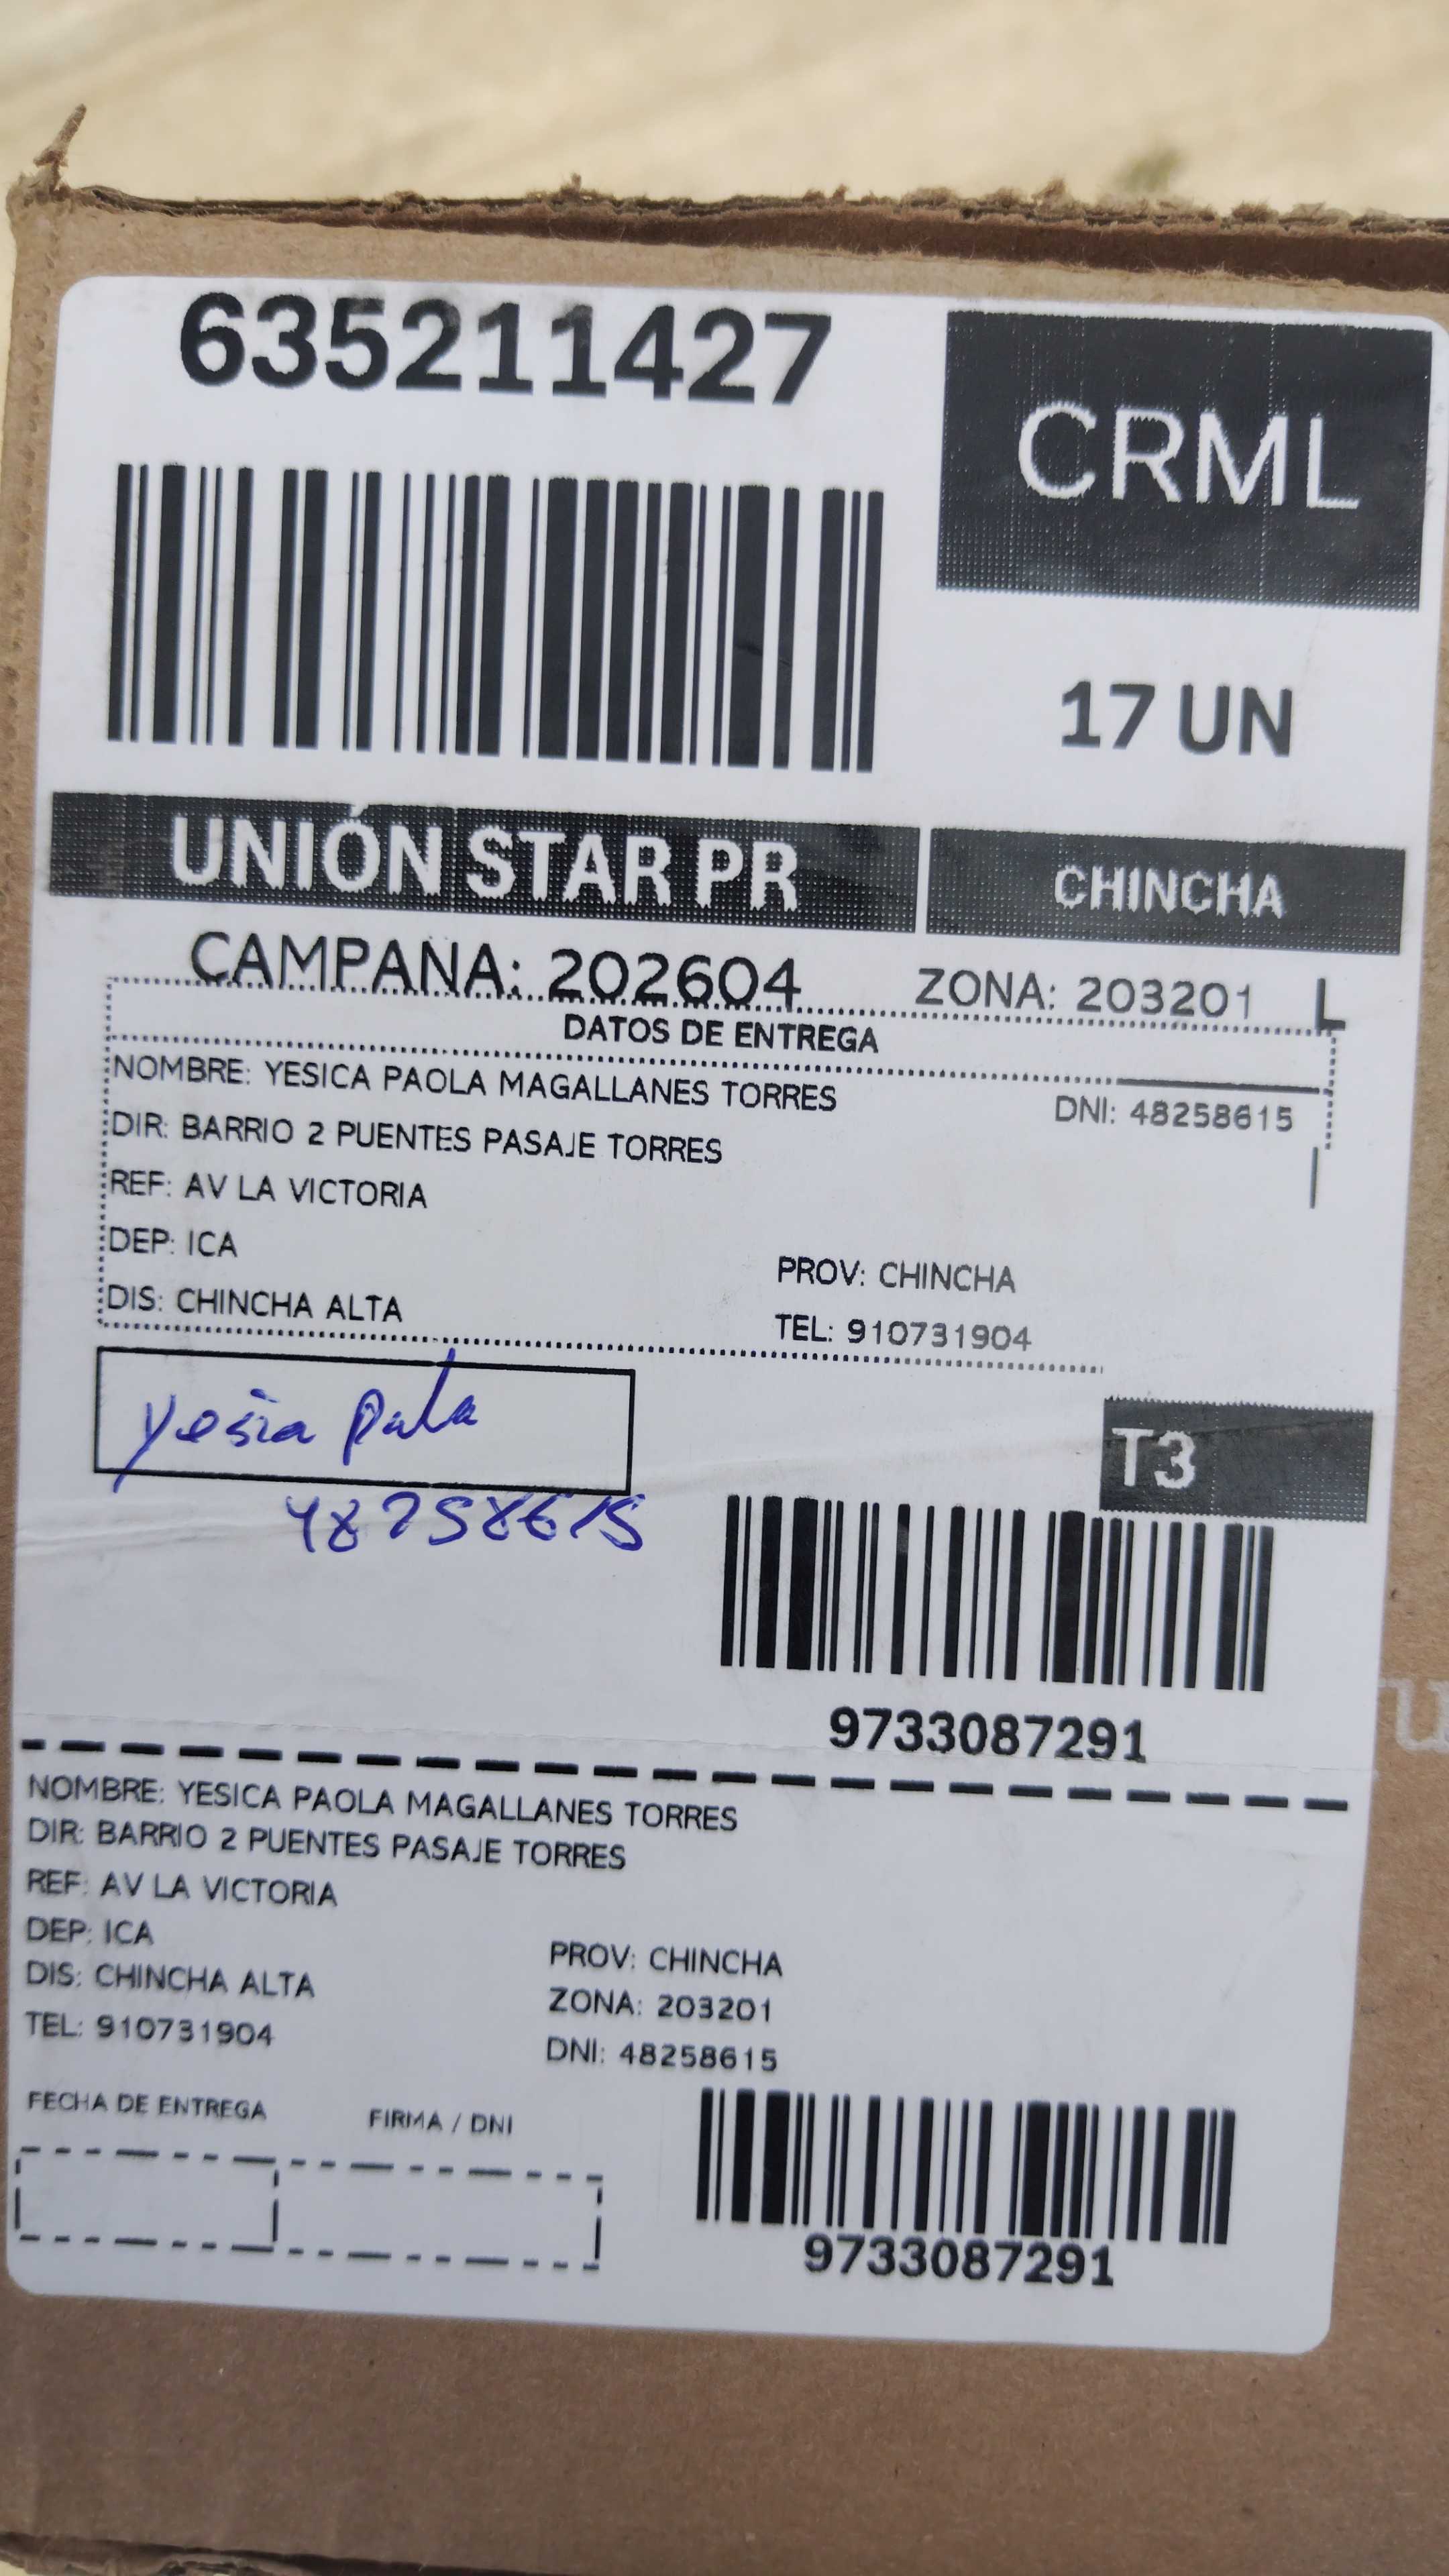 635211427
CRML
17 UN
UNIÓN STAR PR
CHINCHA
CAMPANA: 202604
ZONA: 203201 L
DATOS DE ENTREGA
NOMBRE: YESICA PAOLA MAGALLANES TORRES
DNI: 48258615
DIR: BARRIO 2 PUENTES PASAJE TORRES
REF: AV LA VICTORIA
DEP: ICA
PROV: CHINCHA
DIS: CHINCHA ALTA
TEL: 910731904
T3
48258615
9733087291
NOMBRE: YESICA PAOLA MAGALLANES TORRES
DIR: BARRIO 2 PUENTES PASAJE TORRES
REF: AV LA VICTORIA
DEP: ICA
PROV: CHINCHA
DIS: CHINCHA ALTA
ZONA: 203201
TEL: 910731904
DNI: 48258615
FECHA DE ENTREGA
FIRMA / DNI
9733087291